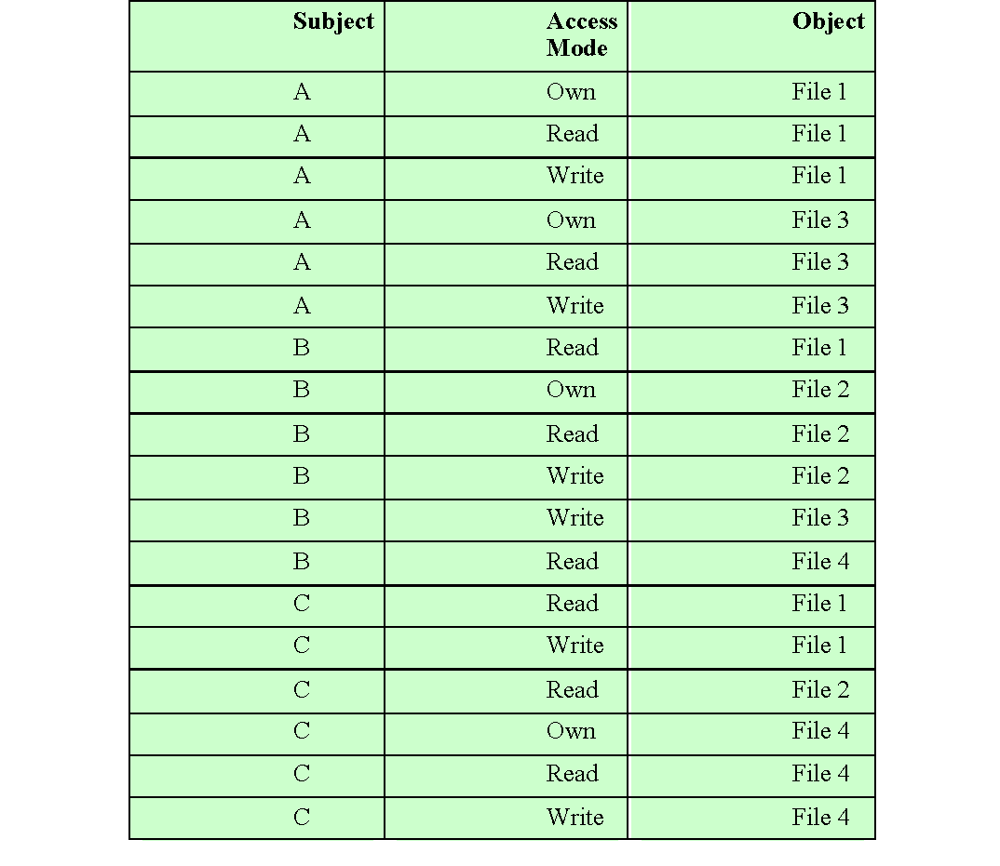 Subject Access Mode Object
A Own File 1
A Read File 1
A Write File 1
A Own File 3
A Read File 3
A Write File 3
B Read File 1
B Own File 2
B Read File 2
B Write File 2
B Write File 3
B Read File 4
C Read File 1
C Write File 1
C Read File 2
C Own File 4
C Read File 4
C Write File 4